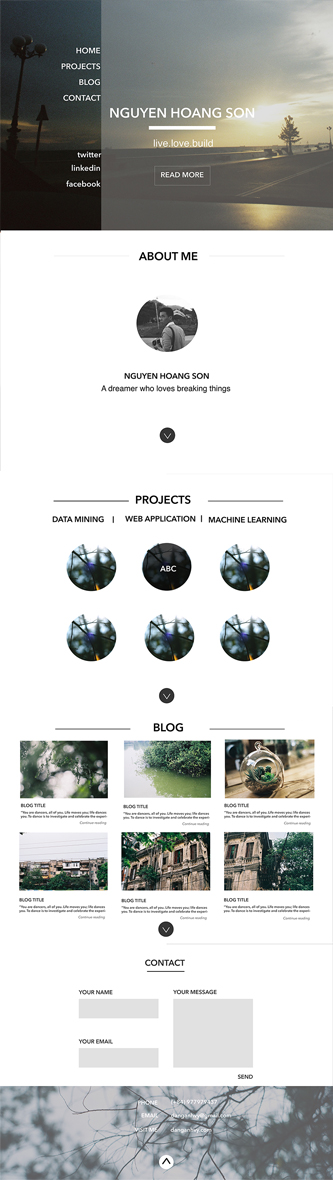 HOME
PROJECTS
BLOG
CONTACT
twitter
linkedin
facebook
NGUYEN HOANG SON
live.love.build
READ MORE
ABOUT ME
NGUYEN HOANG SON
A dreamer who loves breaking things
PROJECTS
DATA MINING | WEB APPLICATION | MACHINE LEARNING
ABC
BLOG
BLOG TITLE
"You are dancers, all of you. Life moves you; life dances
you. To dance is to investigate and celebrate the experi
Continue reading
BLOG TITLE
"You are dancers, all of you. Life moves you; life dances
you. To dance is to investigate and celebrate the experi
Continue reading
BLOG TITLE
"You are dancers, all of you. Life moves you; life dances
you. To dance is to investigate and celebrate the experi
Continue reading
BLOG TITLE
"You are dancers, all of you. Life moves you; life dances
you. To dance is to investigate and celebrate the experi
Continue reading
BLOG TITLE
"You are dancers, all of you. Life moves you; life dances
you. To dance is to investigate and celebrate the experi
Continue reading
BLOG TITLE
"You are dancers, all of you. Life moves you; life dances
you. To dance is to investigate and celebrate the experi
Continue reading
CONTACT
YOUR NAME
YOUR MESSAGE
YOUR EMAIL
SEND
PHONE
EMAIL
VISIT ME